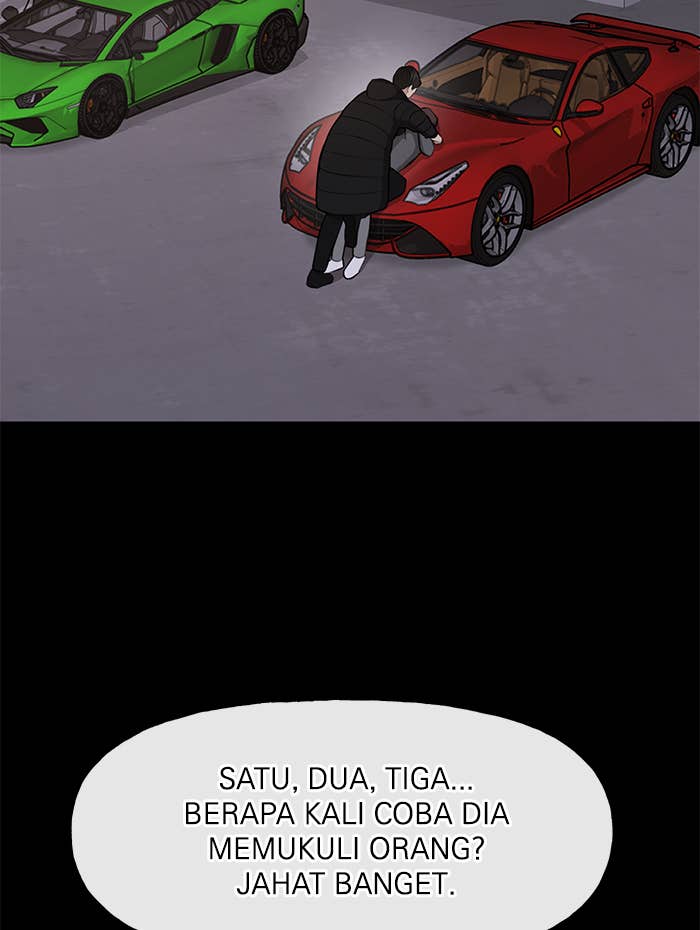 SATU, DUA, TIGA...
BERAPA KALI COBA DIA
MEMUKULI ORANG?
JAHAT BANGET.